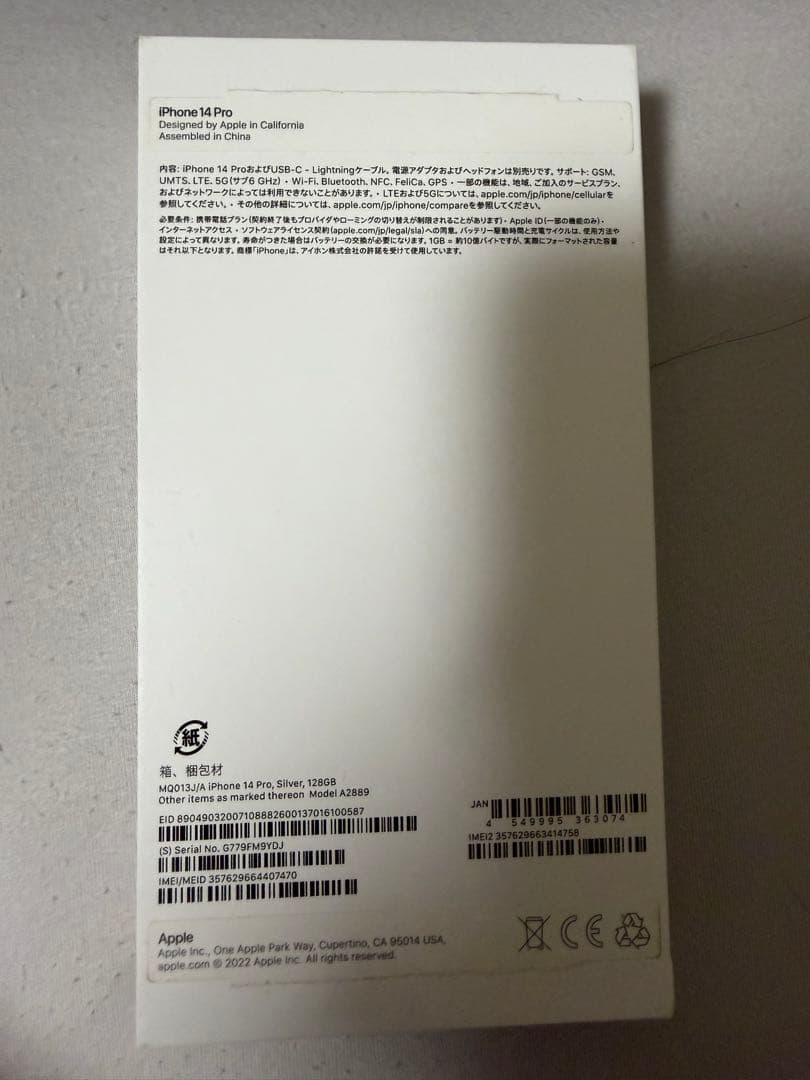 iPhone 14 Pro
Designed by Apple in California
Assembled in China
内容: iPhone 14 ProおよびUSB-C - Lightningケーブル。電源アダプタおよびヘッドフォンは別売りです。サポート: GSM、
UMTS、LTE、5G（サブ6 GHz）・Wi-Fi、Bluetooth、NFC、FeliCa、GPS・一部の機能は、地域、ご加入のサービスプラン、
およびネットワークによっては利用できないことがあります。・LTEおよび5Gについては、apple.com/jp/iphone/cellularを
参照してください。・その他の詳細については、apple.com/jp/iphone/compareを参照してください。
必要条件: 携帯電話プラン（契約終了後もプロバイダやローミングの切り替えが制限されることがあります）・Apple ID（一部の機能のみ）・
インターネットアクセス・ソフトウェアライセンス契約（apple.com/jp/legal/sla）への同意。バッテリー駆動時間と充電サイクルは、使用方法や
設定によって異なります。寿命がつきた場合はバッテリーの交換が必要になります。1GB = 約10億バイトですが、実際にフォーマットされた容量
はそれ以下となります。商標「iPhone」は、アイホン株式会社の許諾を受けて使用しています。
紙
箱、梱包材
MQ013J/A iPhone 14 Pro, Silver, 128GB
Other items as marked thereon Model A2889
EID 89049032007108882600137016100587
(S) Serial No. G779FM9YDJ
IMEI/MEID 357629664407470
JAN
4 549995 363074
IMEI2 357629663414758
Apple
Apple Inc., One Apple Park Way, Cupertino, CA 95014 USA.
apple.com © 2022 Apple Inc. All rights reserved.
CE